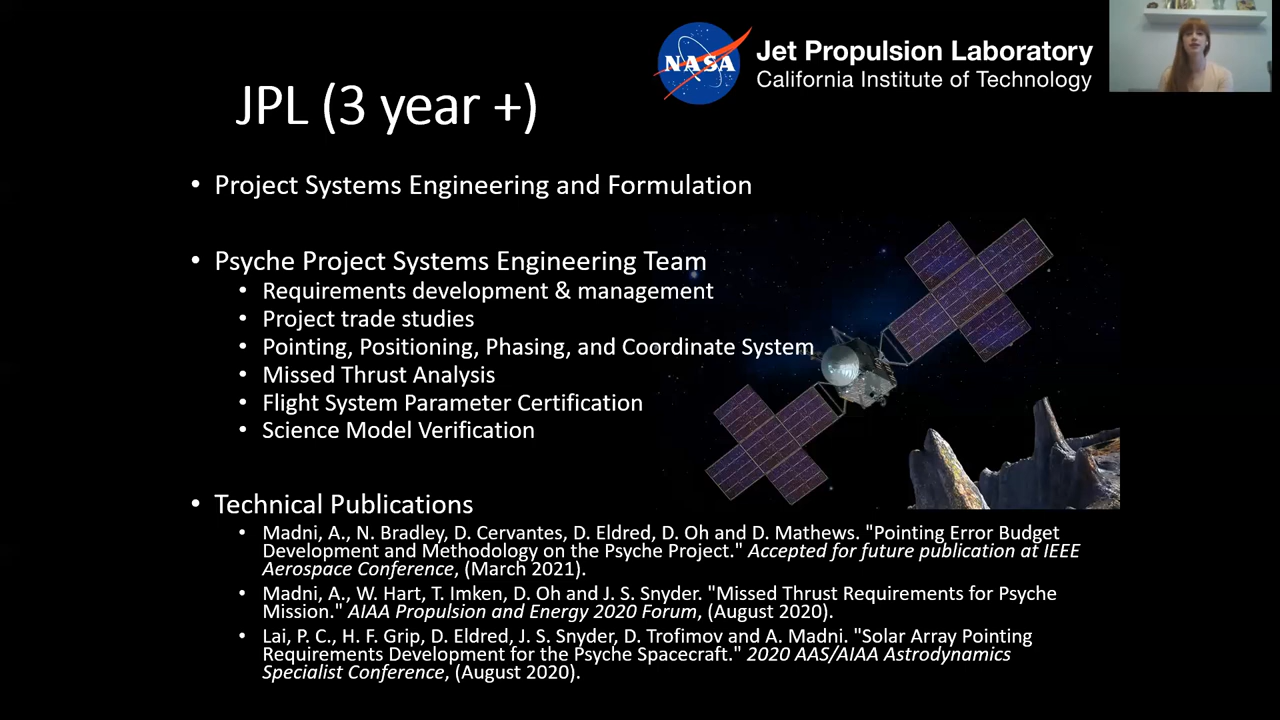 NASA
Jet Propulsion Laboratory
California Institute of Technology
JPL (3 year +)
• Project Systems Engineering and Formulation
• Psyche Project Systems Engineering Team
• Requirements development & management
• Project trade studies
• Pointing, Positioning, Phasing, and Coordinate System
• Missed Thrust Analysis
• Flight System Parameter Certification
• Science Model Verification
• Technical Publications
• Madni, A., N. Bradley, D. Cervantes, D. Eldred, D. Oh and D. Mathews. "Pointing Error Budget
Development and Methodology on the Psyche Project." Accepted for future publication at IEEE
Aerospace Conference, (March 2021).
• Madni, A., W. Hart, T. Imken, D. Oh and J. S. Snyder. "Missed Thrust Requirements for Psyche
Mission." AIAA Propulsion and Energy 2020 Forum, (August 2020).
• Lai, P. C., H. F. Grip, D. Eldred, J. S. Snyder, D. Trofimov and A. Madni. "Solar Array Pointing
Requirements Development for the Psyche Spacecraft." 2020 AAS/AIAA Astrodynamics
Specialist Conference, (August 2020).